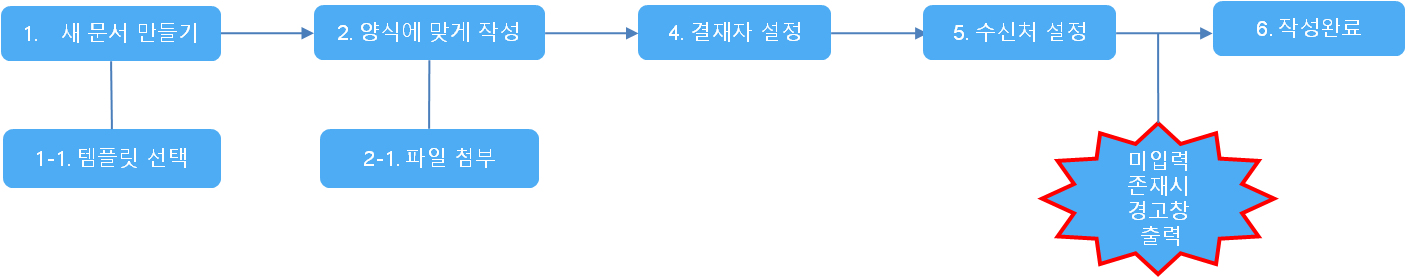 1. 새 문서 만들기
2. 양식에 맞게 작성
4. 결재자 설정
5. 수신처 설정
6. 작성완료
1-1. 템플릿 선택
2-1. 파일 첨부
미입력
존재시
경고창
출력